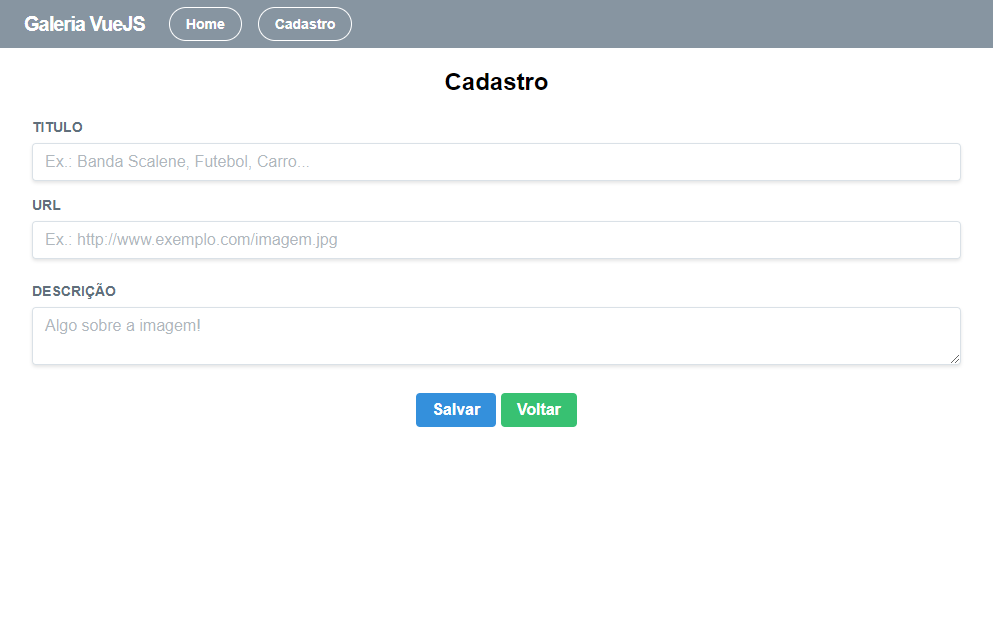 Galeria VueJS Home Cadastro
Cadastro
TITULO
Ex.: Banda Scalene, Futebol, Carro...
URL
Ex.: http://www.exemplo.com/imagem.jpg
DESCRIÇÃO
Algo sobre a imagem!
Salvar Voltar